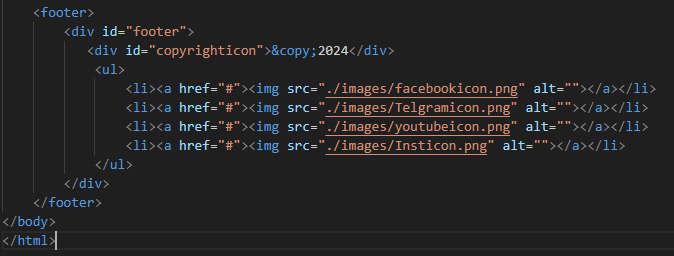 <footer>
<div id="footer">
<div id="copyrighticon">&copy;2024</div>
<ul>
<li><a href="#"><img src="./images/facebookicon.png" alt=""></a></li>
<li><a href="#"><img src="./images/Telgramicon.png" alt=""></a></li>
<li><a href="#"><img src="./images/youtubeicon.png" alt=""></a></li>
<li><a href="#"><img src="./images/Insticon.png" alt=""></a></li>
</ul>
</div>
</footer>
</body>
</html>